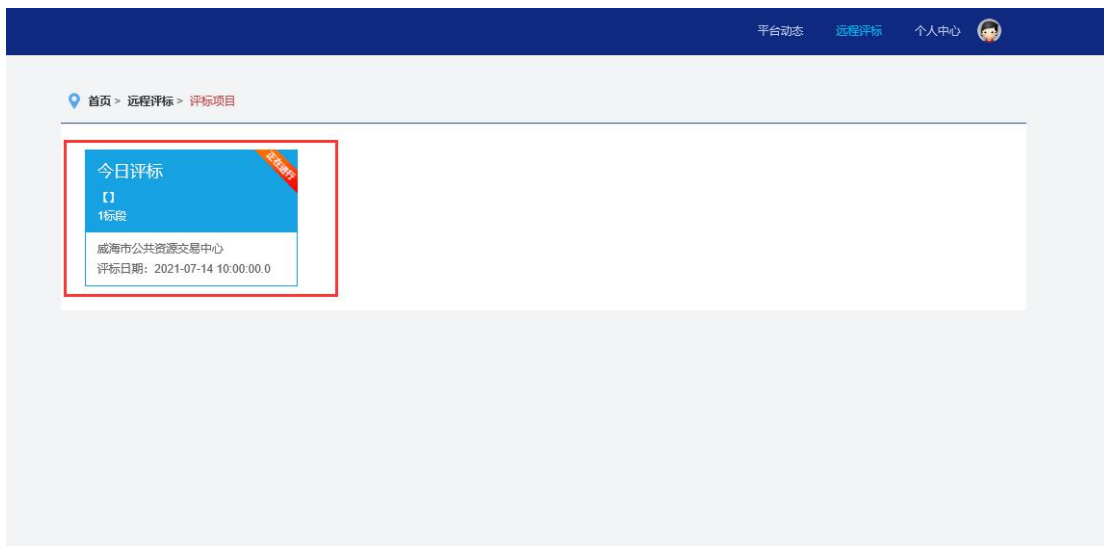 平台动态 远程评标 个人中心
首页 > 远程评标 > 评标项目
今日评标
正在进行
【】
1标段
威海市公共资源交易中心
评标日期：2021-07-14 10:00:00.0